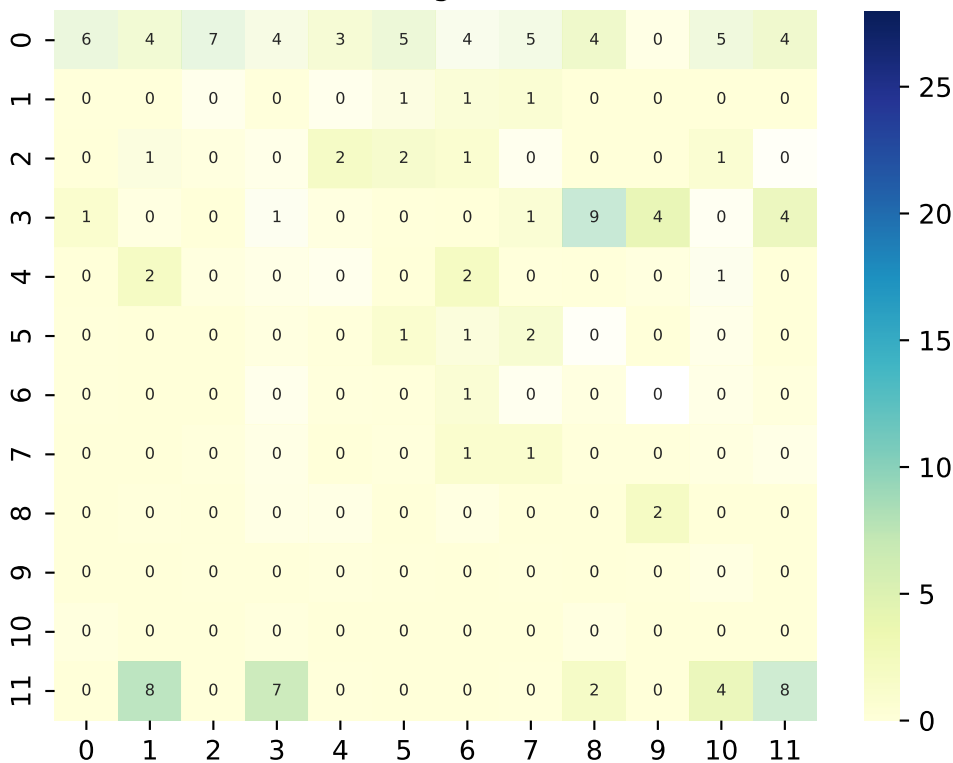 0 6 4 7 4 3 5 4 5 4 0 5 4
1 0 0 0 0 0 1 1 1 0 0 0 0
2 0 1 0 0 2 2 1 0 0 0 1 0
3 1 0 0 1 0 0 0 1 9 4 0 4
4 0 2 0 0 0 0 2 0 0 0 1 0
5 0 0 0 0 0 1 1 2 0 0 0 0
6 0 0 0 0 0 0 1 0 0 0 0 0
7 0 0 0 0 0 0 1 1 0 0 0 0
8 0 0 0 0 0 0 0 0 0 2 0 0
9 0 0 0 0 0 0 0 0 0 0 0 0
10 0 0 0 0 0 0 0 0 0 0 0 0
11 0 8 0 7 0 0 0 0 2 0 4 8
0 1 2 3 4 5 6 7 8 9 10 11
25
20
15
10
5
0